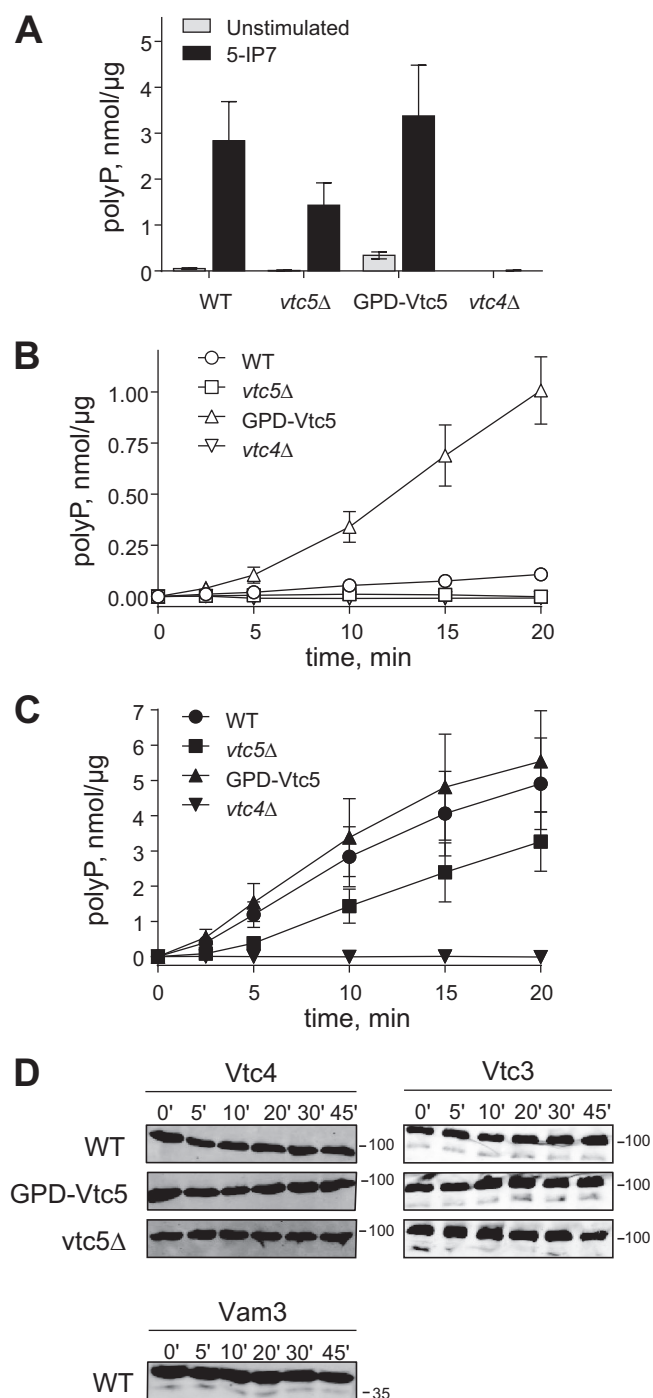 A
Unstimulated
5-IP7
polyP, nmol/µg
5
4
3
2
1
0
WT
vtc5Δ
GPD-Vtc5
vtc4Δ
B
WT
vtc5Δ
GPD-Vtc5
vtc4Δ
polyP, nmol/µg
1.00
0.75
0.50
0.25
0.00
0 5 10 15 20
time, min
C
WT
vtc5Δ
GPD-Vtc5
vtc4Δ
polyP, nmol/µg
7
6
5
4
3
2
1
0
0 5 10 15 20
time, min
D
Vtc4
0' 5' 10' 20' 30' 45'
WT
-100
GPD-Vtc5
-100
vtc5Δ
-100
Vtc3
0' 5' 10' 20' 30' 45'
-100
-100
-100
Vam3
0' 5' 10' 20' 30' 45'
WT
-35